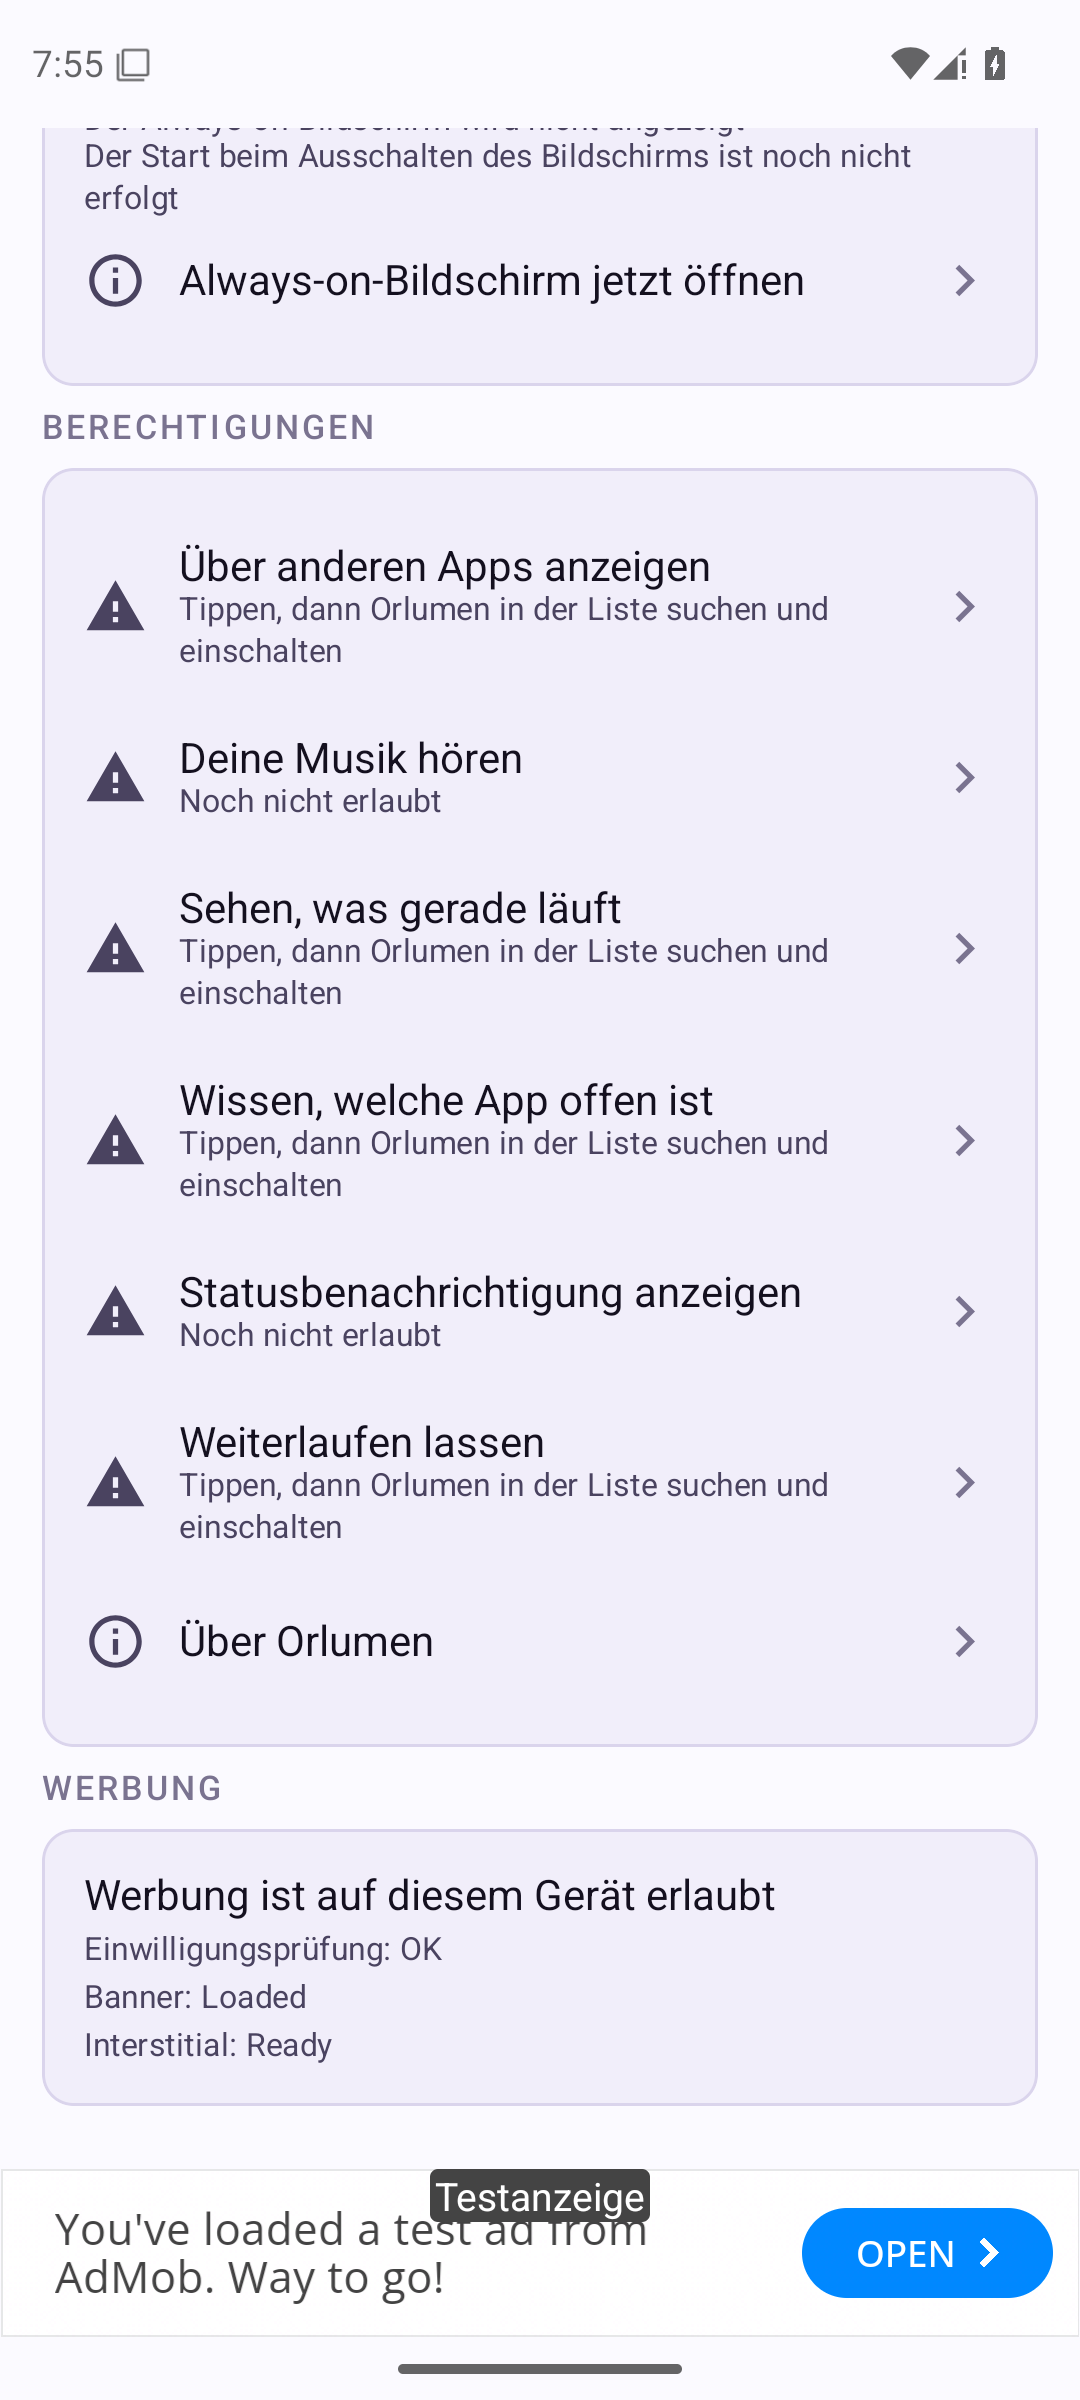 7:55
Der Start beim Ausschalten des Bildschirms ist noch nicht
erfolgt
Always-on-Bildschirm jetzt öffnen
BERECHTIGUNGEN
Über anderen Apps anzeigen
Tippen, dann Orlumen in der Liste suchen und
einschalten
Deine Musik hören
Noch nicht erlaubt
Sehen, was gerade läuft
Tippen, dann Orlumen in der Liste suchen und
einschalten
Wissen, welche App offen ist
Tippen, dann Orlumen in der Liste suchen und
einschalten
Statusbenachrichtigung anzeigen
Noch nicht erlaubt
Weiterlaufen lassen
Tippen, dann Orlumen in der Liste suchen und
einschalten
Über Orlumen
WERBUNG
Werbung ist auf diesem Gerät erlaubt
Einwilligungsprüfung: OK
Banner: Loaded
Interstitial: Ready
Testanzeige
You've loaded a test ad from
AdMob. Way to go!
OPEN